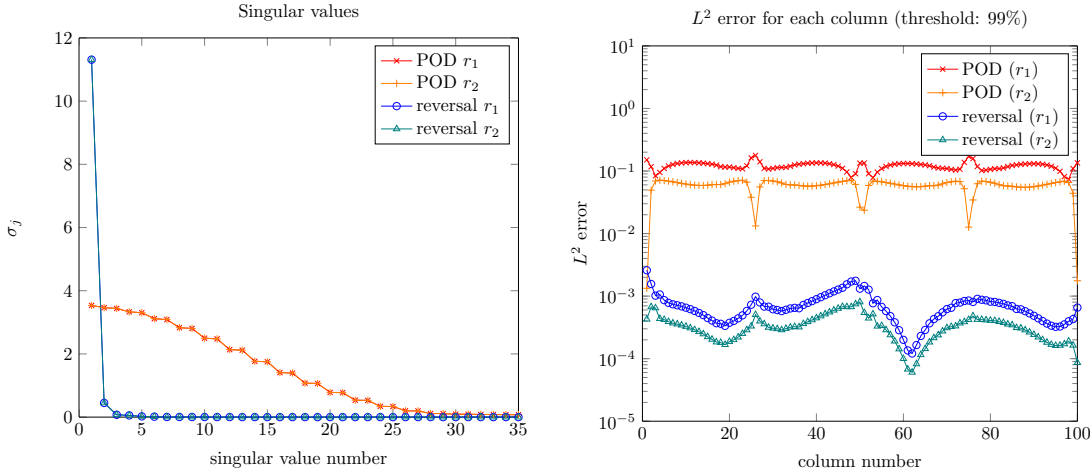 Singular values
12
10
8
6
4
2
0
0
5
10
15
20
25
30
35
σ_j
singular value number
POD r_1
POD r_2
reversal r_1
reversal r_2
L^2 error for each column (threshold: 99%)
10^1
10^0
10^−1
10^−2
10^−3
10^−4
10^−5
0
20
40
60
80
100
L^2 error
column number
POD (r_1)
POD (r_2)
reversal (r_1)
reversal (r_2)